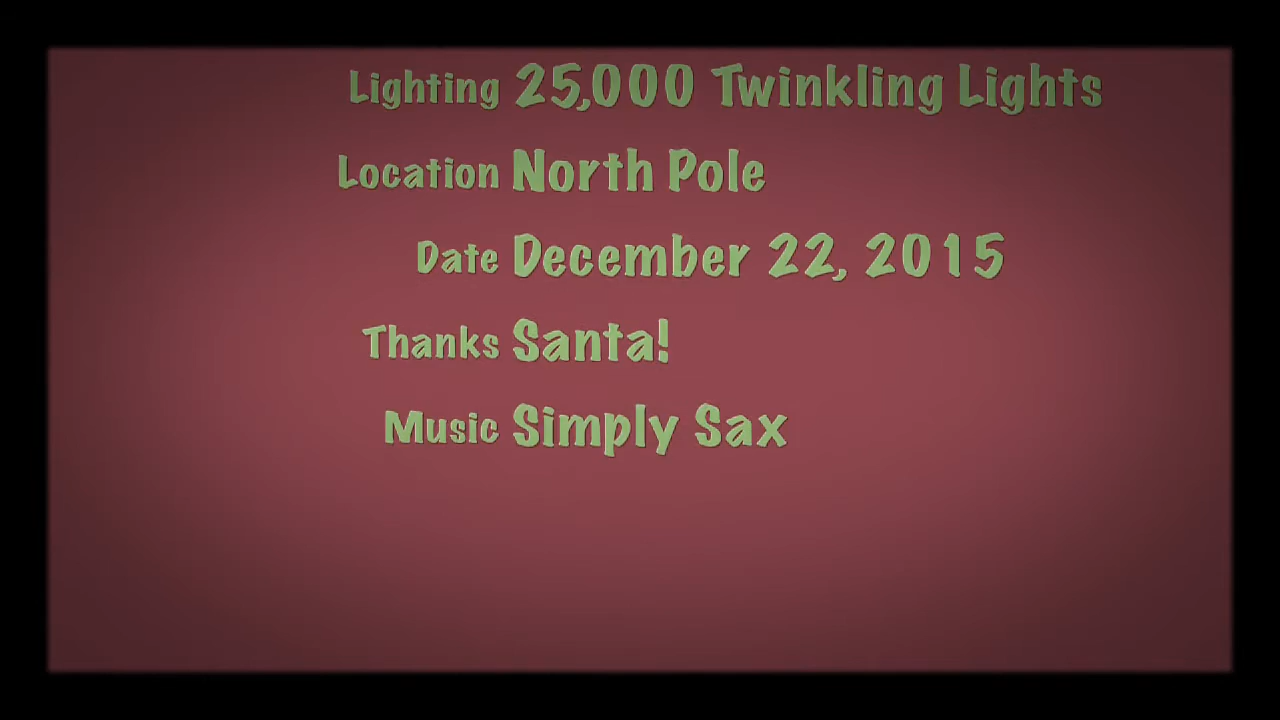 Lighting 25,000 Twinkling Lights
Location North Pole
Date December 22, 2015
Thanks Santa!
Music Simply Sax